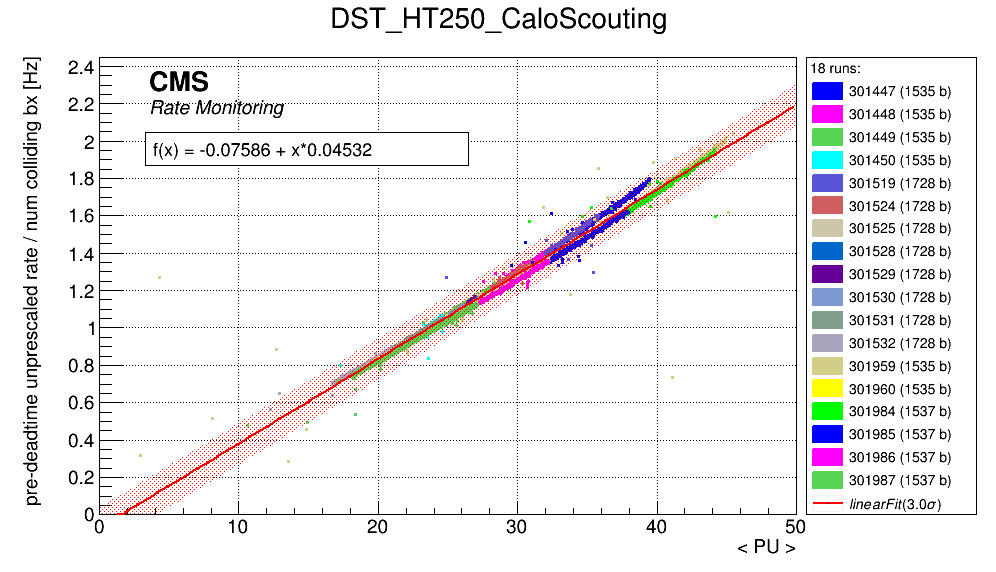 DST_HT250_CaloScouting
pre-deadtime unprescaled rate / num colliding bx [Hz]
CMS
Rate Monitoring
f(x) = -0.07586 + x*0.04532
2.4
2.2
2
1.8
1.6
1.4
1.2
1
0.8
0.6
0.4
0.2
0
0 10 20 30 40 50
< PU >
18 runs:
301447 (1535 b)
301448 (1535 b)
301449 (1535 b)
301450 (1535 b)
301519 (1728 b)
301524 (1728 b)
301525 (1728 b)
301528 (1728 b)
301529 (1728 b)
301530 (1728 b)
301531 (1728 b)
301532 (1728 b)
301959 (1535 b)
301960 (1535 b)
301984 (1537 b)
301985 (1537 b)
301986 (1537 b)
301987 (1537 b)
linearFit(3.0σ)